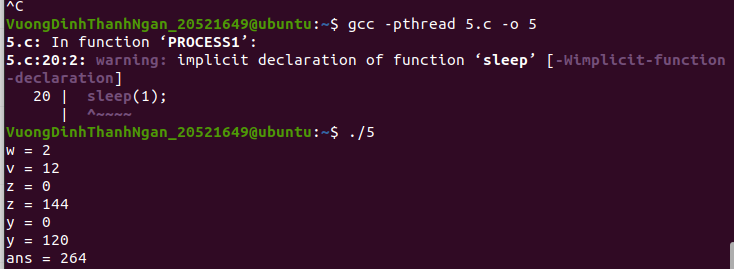 ^C
VuongDinhThanhNgan_20521649@ubuntu:~$ gcc -pthread 5.c -o 5
5.c: In function ‘PROCESS1’:
5.c:20:2: warning: implicit declaration of function ‘sleep’ [-Wimplicit-function
-declaration]
   20 |  sleep(1);
      |  ^~~~~
VuongDinhThanhNgan_20521649@ubuntu:~$ ./5
w = 2
v = 12
z = 0
z = 144
y = 0
y = 120
ans = 264